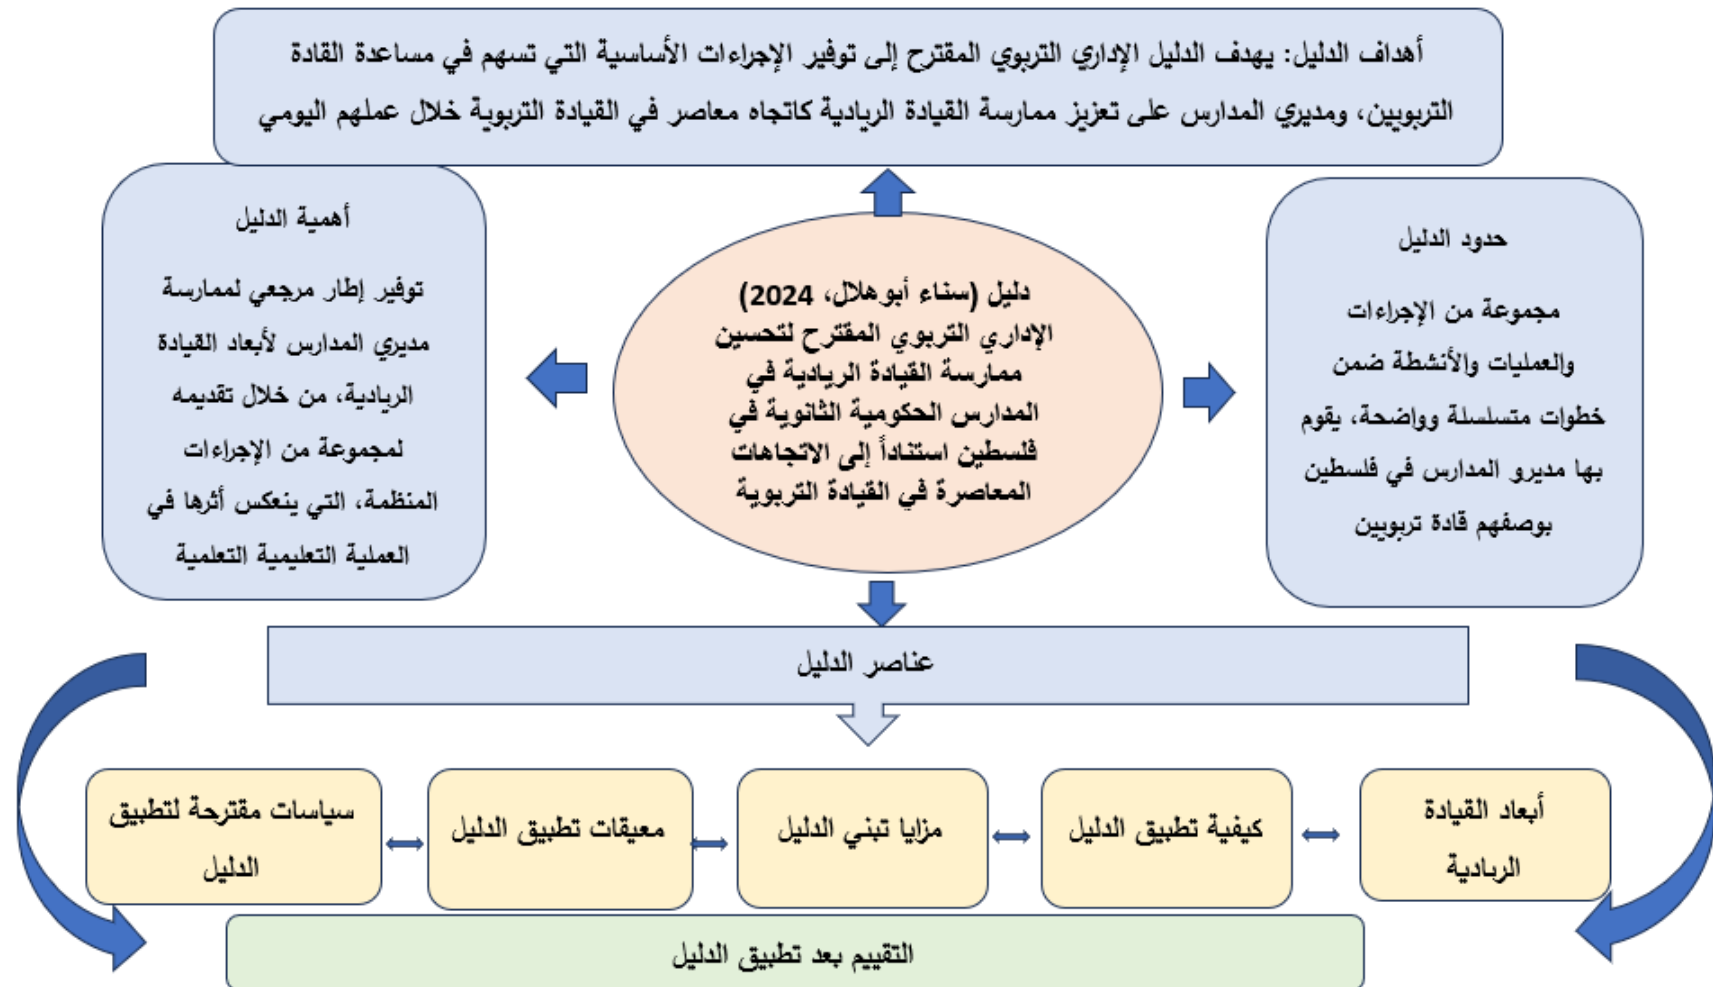 أهداف الدليل: يهدف الدليل الإداري التربوي المقترح إلى توفير الإجراءات الأساسية التي تسهم في مساعدة القادة
التربويين، ومديري المدارس على تعزيز ممارسة القيادة الريادية كاتجاه معاصر في القيادة التربوية خلال عملهم اليومي
حدود الدليل
مجموعة من الإجراءات
والعمليات والأنشطة ضمن
خطوات متسلسلة وواضحة، يقوم
بها مديرو المدارس في فلسطين
بوصفهم قادة تربويين
دليل (سناء أبوهلال، 2024)
الإداري التربوي المقترح لتحسين
ممارسة القيادة الريادية في
المدارس الحكومية الثانوية في
فلسطين استناداً إلى الاتجاهات
المعاصرة في القيادة التربوية
أهمية الدليل
توفير إطار مرجعي لممارسة
مديري المدارس لأبعاد القيادة
الريادية، من خلال تقديمه
لمجموعة من الإجراءات
المنظمة، التي ينعكس أثرها في
العملية التعليمية التعلمية
عناصر الدليل
أبعاد القيادة
الريادية
كيفية تطبيق الدليل
مزايا تبني الدليل
معيقات تطبيق الدليل
سياسات مقترحة لتطبيق
الدليل
التقييم بعد تطبيق الدليل